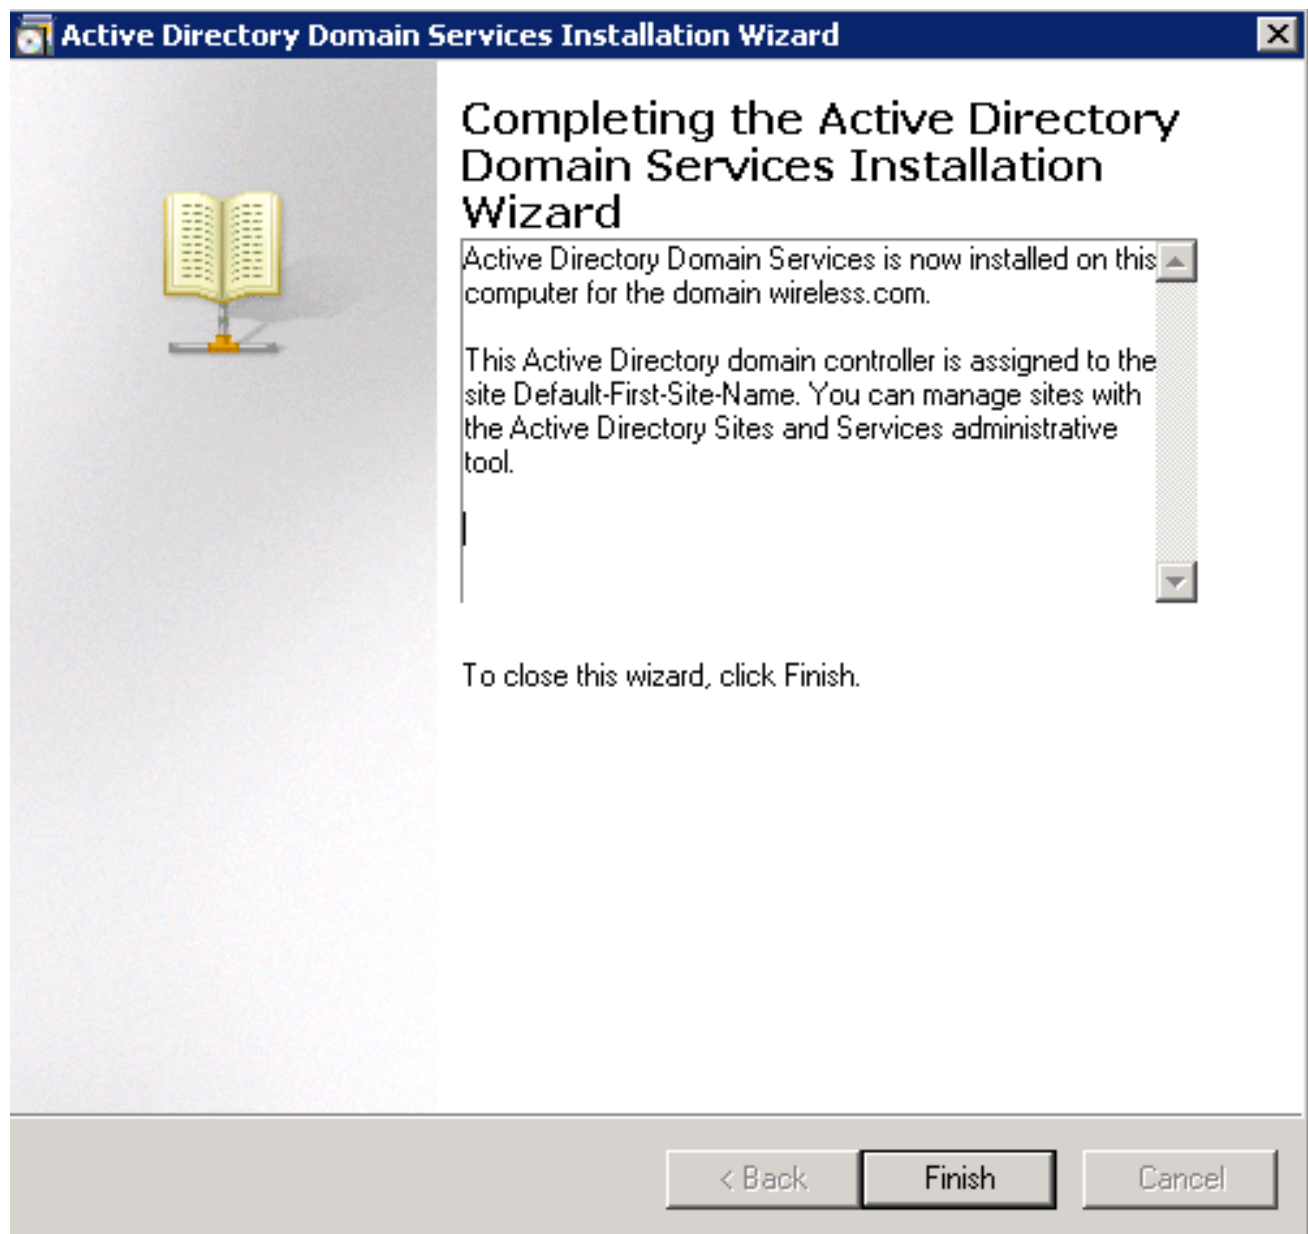 Active Directory Domain Services Installation Wizard
Completing the Active Directory
Domain Services Installation
Wizard
Active Directory Domain Services is now installed on this
computer for the domain wireless.com.
This Active Directory domain controller is assigned to the
site Default-First-Site-Name. You can manage sites with
the Active Directory Sites and Services administrative
tool.
To close this wizard, click Finish.
< Back
Finish
Cancel